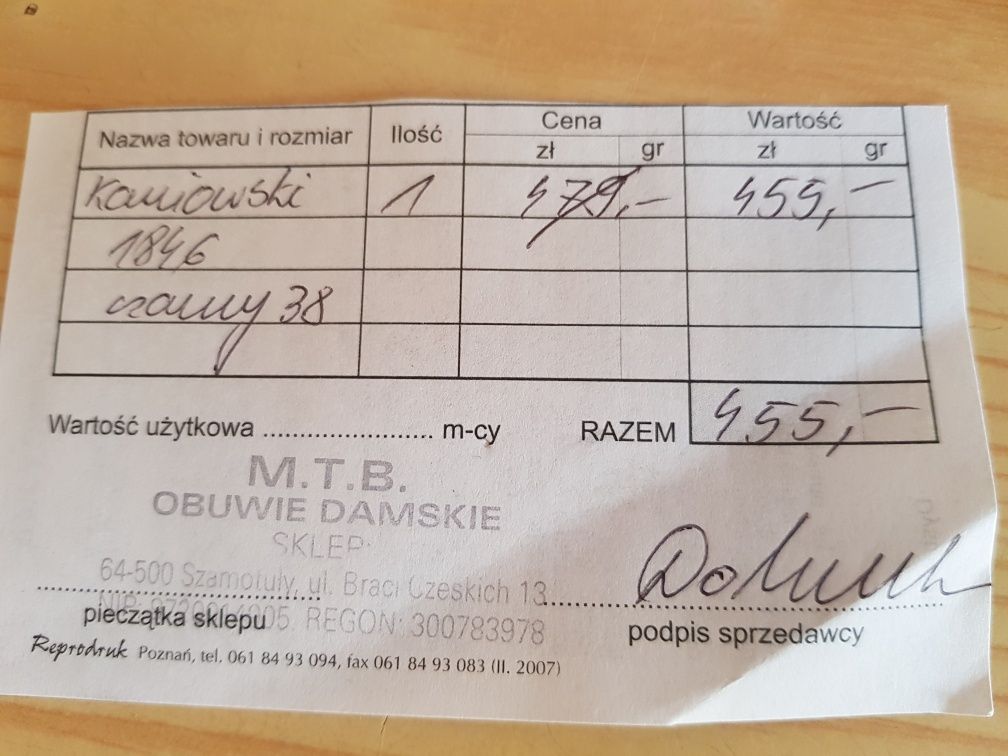 Nazwa towaru i rozmiar Ilość Cena Wartość
zł gr zł gr
Kaniowski 1 479,- 455,-
1846
czarny 38
Wartość użytkowa ........................ m-cy RAZEM 455,-
M.T.B.
OBUWIE DAMSKIE
SKLEP:
64-500 Szamotuły, ul. Braci Czeskich 13
NIP REGON: 300783978
pieczątka sklepu
podpis sprzedawcy
Reprodruk Poznań, tel. 061 84 93 094, fax 061 84 93 083 (II. 2007)